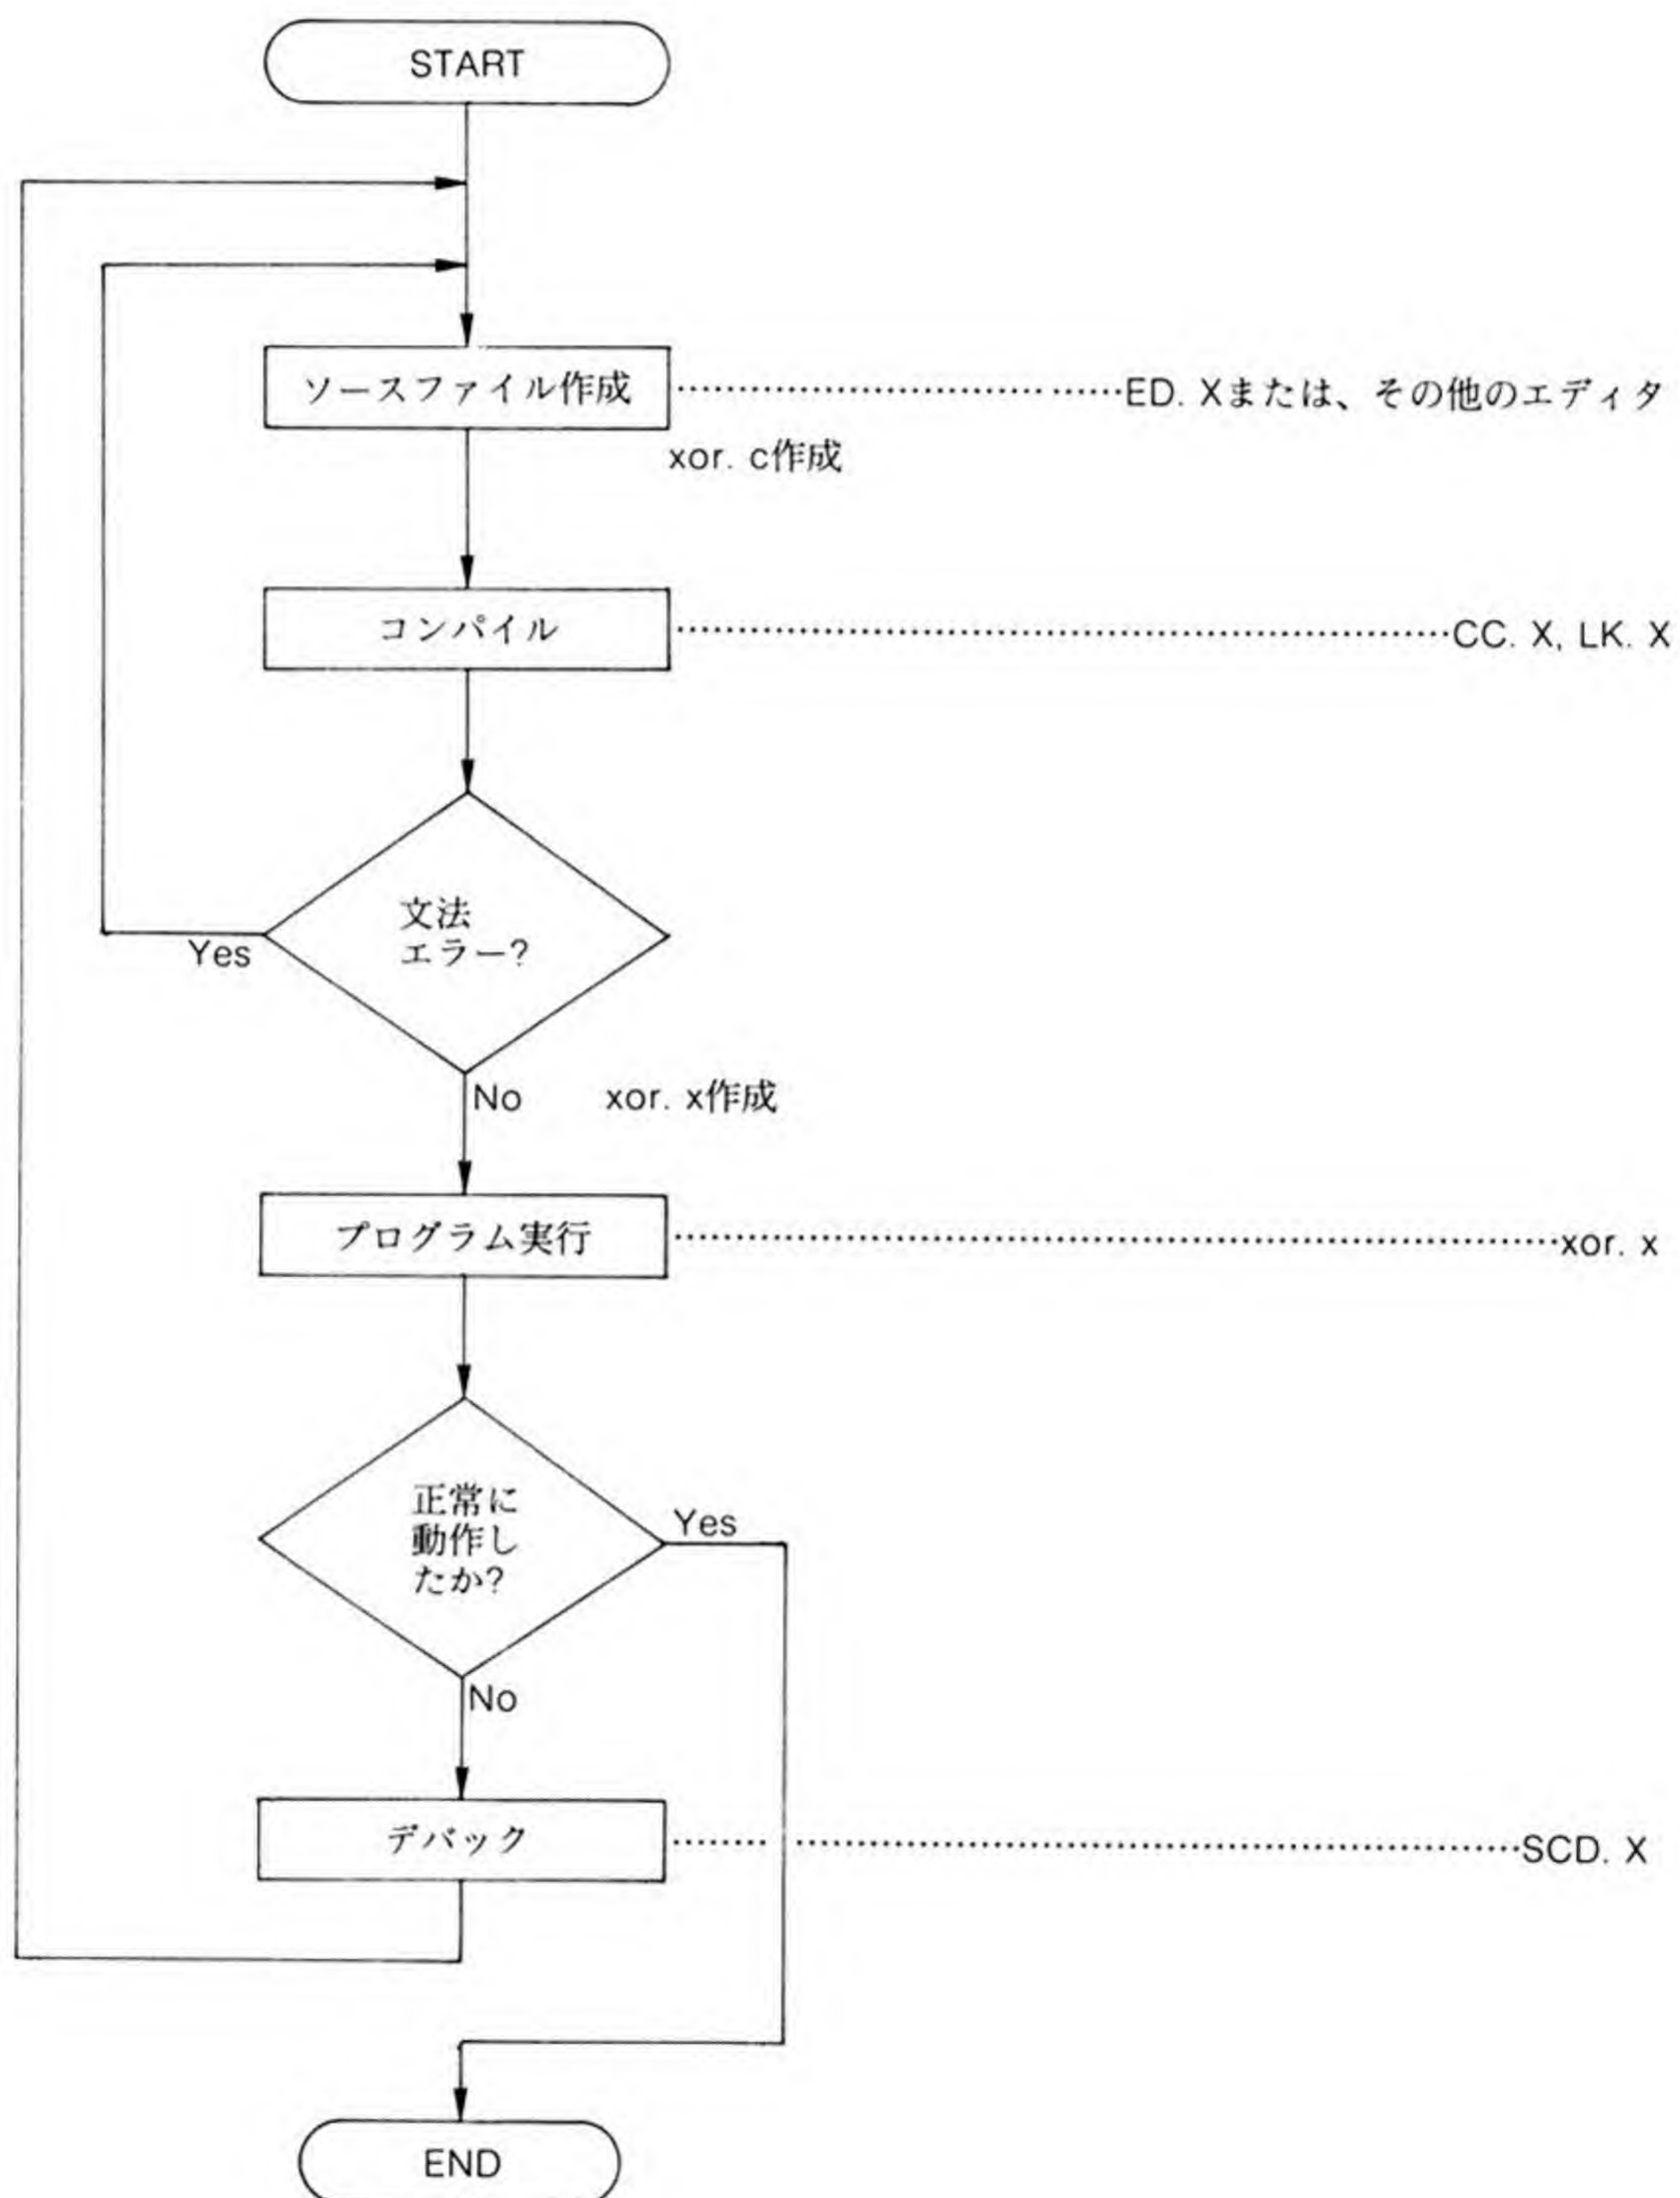 START
ソースファイル作成 ED. Xまたは、その他のエディタ
xor. c作成
コンパイル CC. X, LK. X
文法
エラー?
Yes
No xor. x作成
プログラム実行 xor. x
正常に
動作し
たか?
Yes
No
デバック SCD. X
END